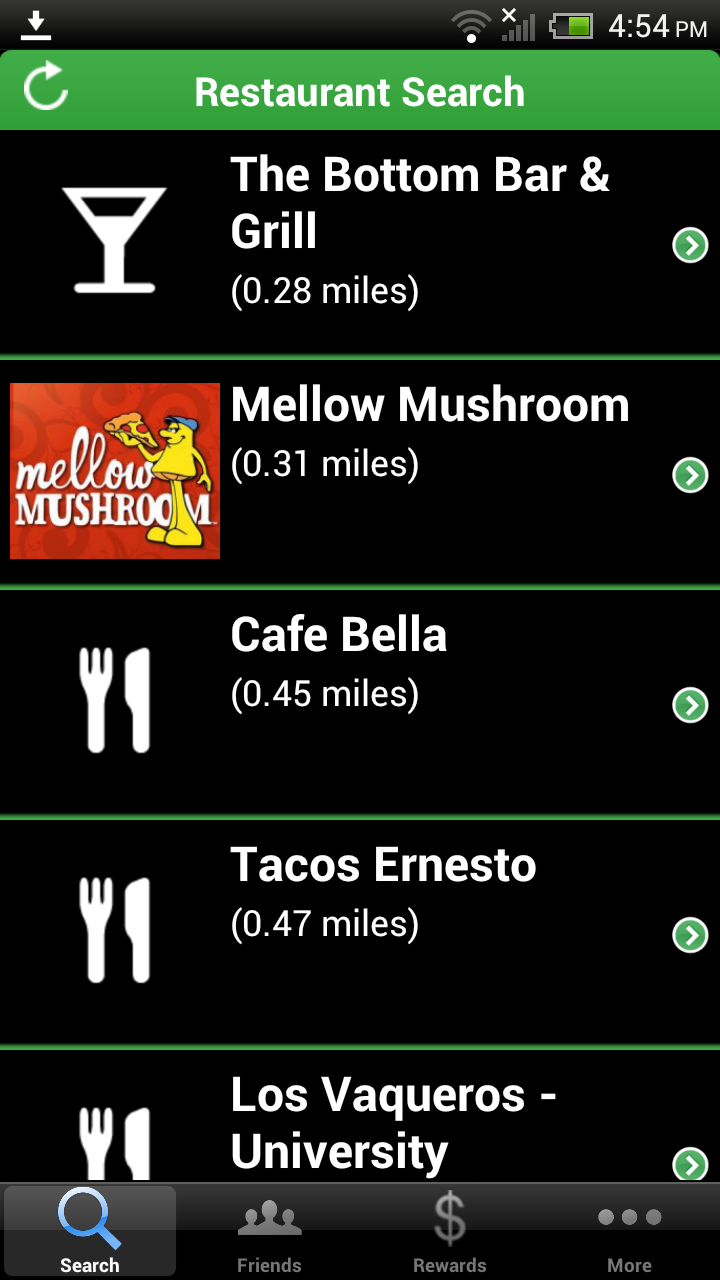 4:54 PM
Restaurant Search
The Bottom Bar &
Grill
(0.28 miles)
mellow
MUSHROOM
Mellow Mushroom
(0.31 miles)
Cafe Bella
(0.45 miles)
Tacos Ernesto
(0.47 miles)
Los Vaqueros -
University
Search
Friends
Rewards
More